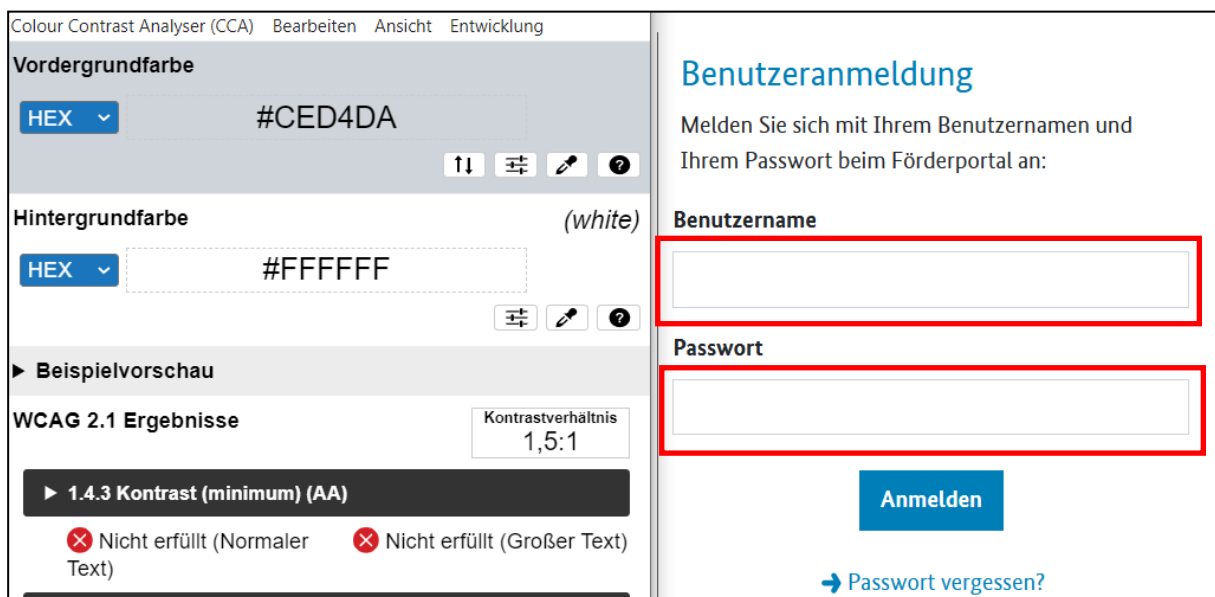 Colour Contrast Analyser (CCA) Bearbeiten Ansicht Entwicklung
Vordergrundfarbe
HEX
#CED4DA
Hintergrundfarbe
(white)
HEX
#FFFFFF
Beispielvorschau
WCAG 2.1 Ergebnisse
Kontrastverhältnis
1,5:1
1.4.3 Kontrast (minimum) (AA)
Nicht erfüllt (Normaler
Text)
Nicht erfüllt (Großer Text)
Benutzeranmeldung
Melden Sie sich mit Ihrem Benutzernamen und
Ihrem Passwort beim Förderportal an:
Benutzername
Passwort
Anmelden
Passwort vergessen?